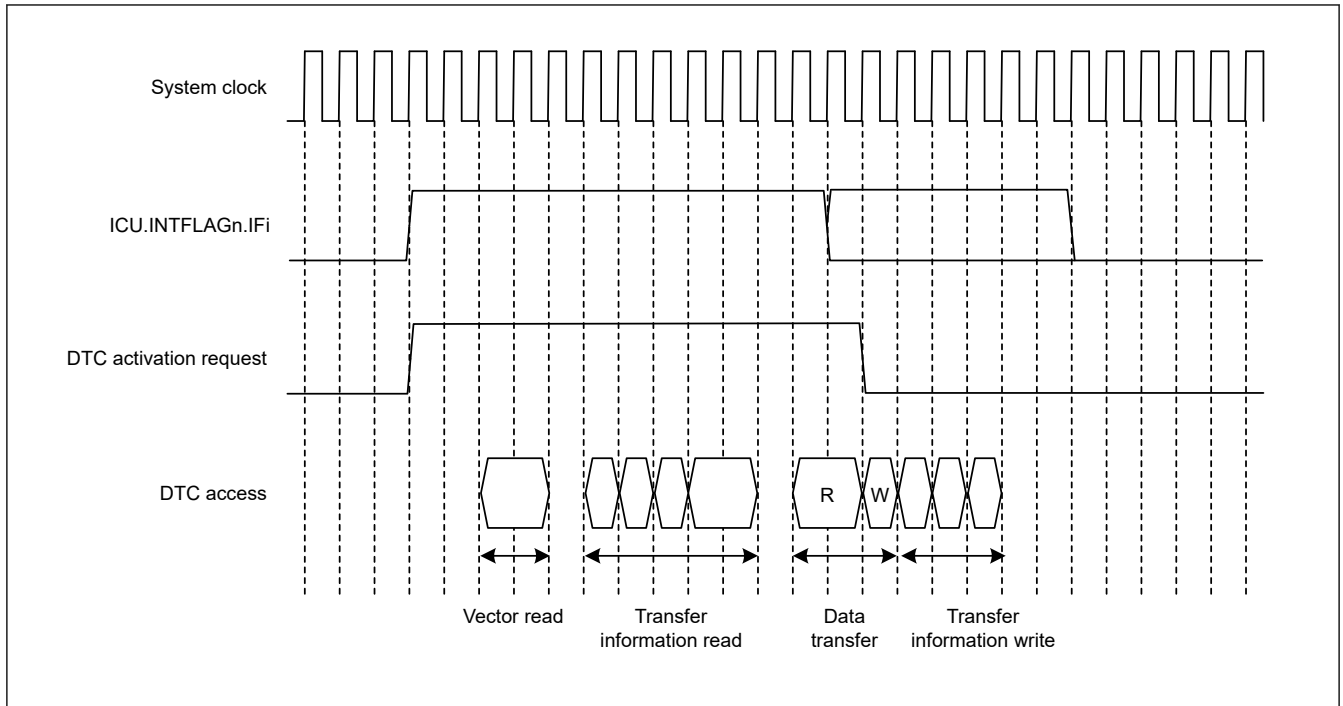 System clock
ICU.INTFLAGn.IFi
DTC activation request
DTC access
R
W
Vector read
Transfer
information read
Data
transfer
Transfer
information write